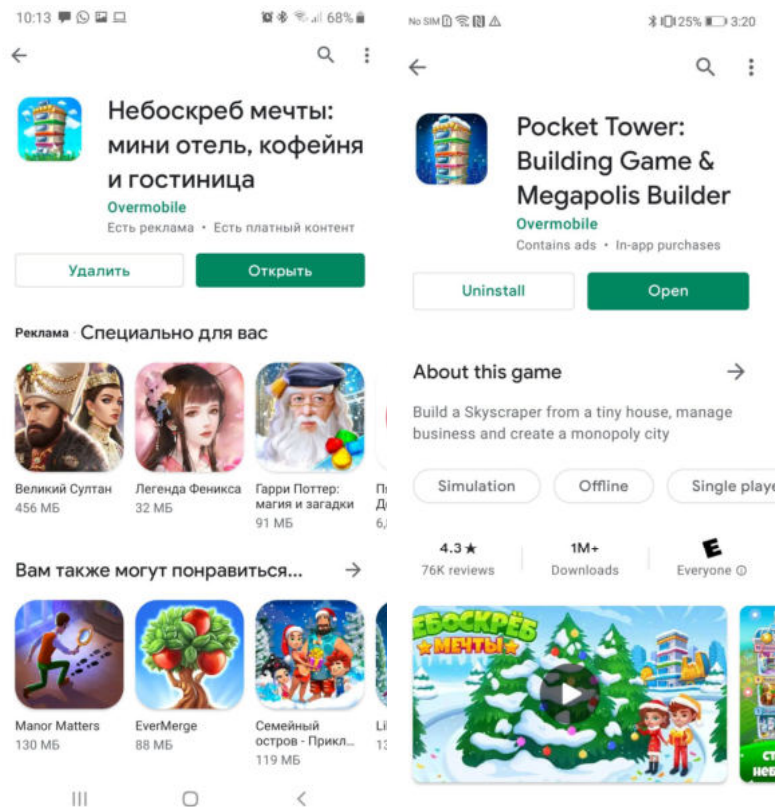 10:13
68%
Небоскреб мечты:
мини отель, кофейня
и гостиница
Overmobile
Есть реклама • Есть платный контент
Удалить
Открыть
Реклама · Специально для вас
Великий Султан
456 МБ
Легенда Феникса
32 МБ
Гарри Поттер:
магия и загадки
91 МБ
Вам также могут понравиться...
Manor Matters
130 МБ
EverMerge
88 МБ
Семейный
остров - Прикл...
119 МБ
No SIM
25%
3:20
Pocket Tower:
Building Game &
Megapolis Builder
Overmobile
Contains ads • In-app purchases
Uninstall
Open
About this game
Build a Skyscraper from a tiny house, manage
business and create a monopoly city
Simulation
Offline
Single playe
4.3★
76K reviews
1M+
Downloads
E
Everyone
ЕБОСКРЁБ
МЕЧТЫ